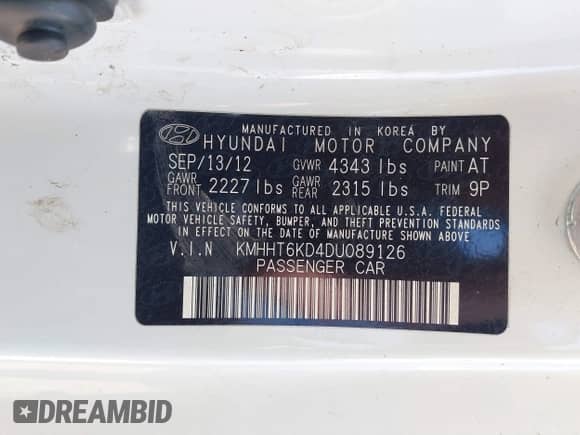 MANUFACTURED IN KOREA BY
HYUNDAI MOTOR COMPANY
SEP/13/12 GVWR 4343 lbs PAINT AT
GAWR FRONT 2227 lbs GAWR REAR 2315 lbs TRIM 9P
THIS VEHICLE CONFORMS TO ALL APPLICABLE U.S.A. FEDERAL
MOTOR VEHICLE SAFETY, BUMPER, AND THEFT PREVENTION STANDARDS
IN EFFECT ON THE DATE OF MANUFACTURE SHOWN ABOVE
V.I.N KMHHT6KD4DU089126
PASSENGER CAR
DREAMBID